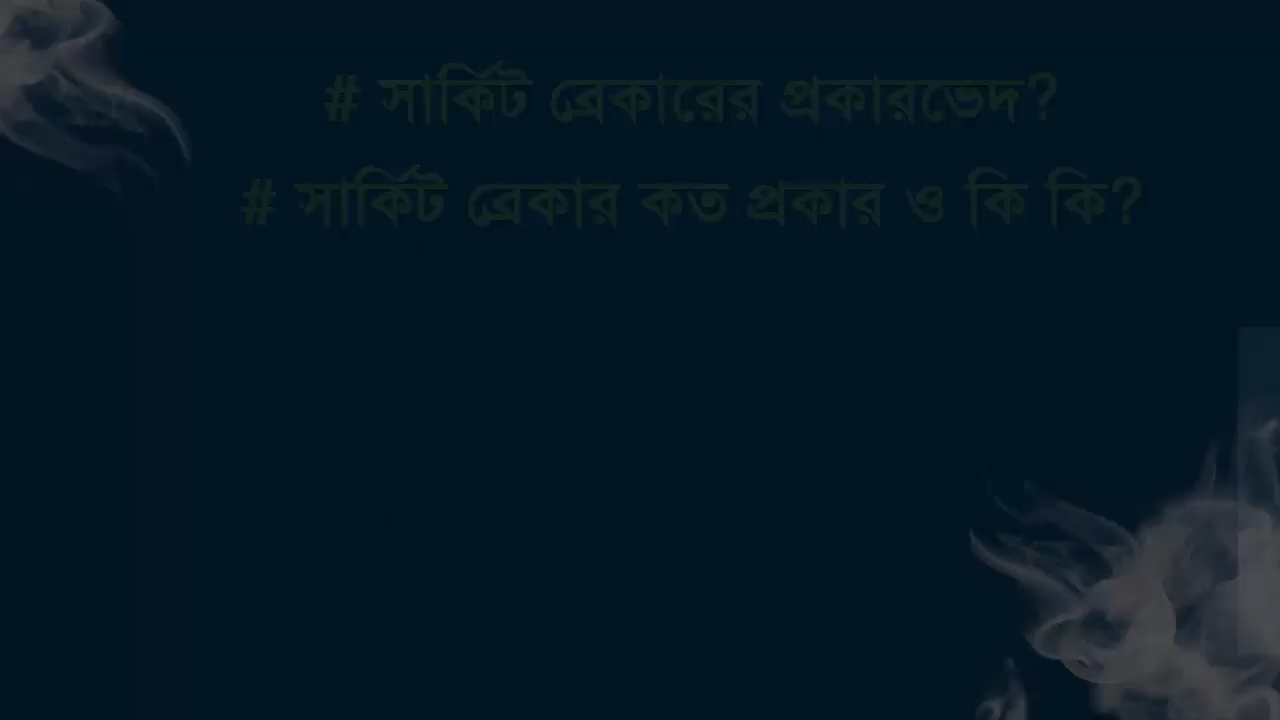 # সার্কিট ব্রেকারের প্রকারভেদ?
# সার্কিট ব্রেকার কত প্রকার ও কি কি?